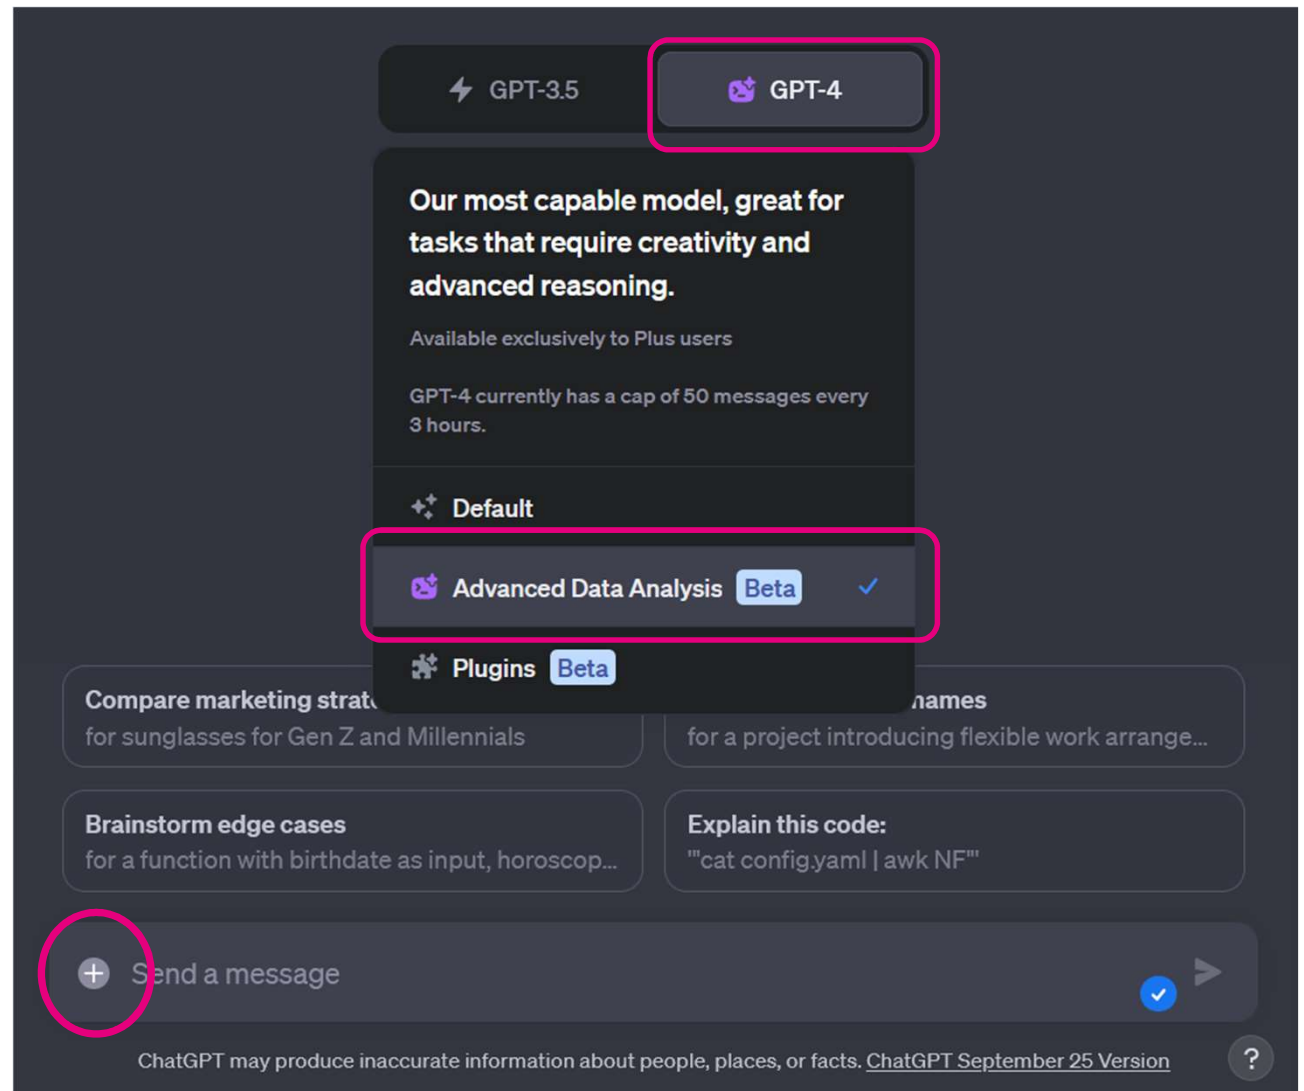 GPT-3.5
GPT-4
Our most capable model, great for
tasks that require creativity and
advanced reasoning.
Available exclusively to Plus users
GPT-4 currently has a cap of 50 messages every
3 hours.
Default
Advanced Data Analysis Beta
Plugins Beta
Compare marketing strat
for sunglasses for Gen Z and Millennials
names
for a project introducing flexible work arrange...
Brainstorm edge cases
for a function with birthdate as input, horoscop...
Explain this code:
"'cat config.yaml | awk NF'"
Send a message
ChatGPT may produce inaccurate information about people, places, or facts. ChatGPT September 25 Version
?